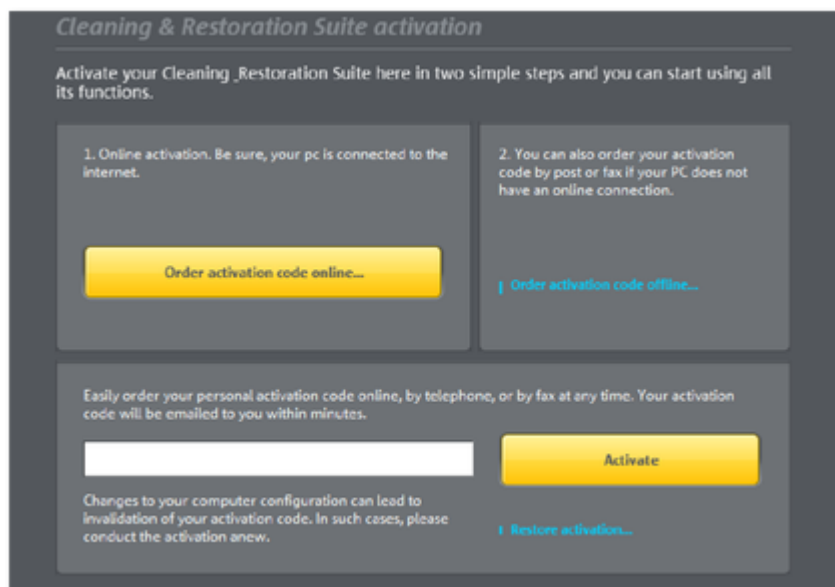 Cleaning & Restoration Suite activation
Activate your Cleaning _Restoration Suite here in two simple steps and you can start using all
its functions.
1. Online activation. Be sure, your pc is connected to the
internet.
Order activation code online...
2. You can also order your activation
code by post or fax if your PC does not
have an online connection.
Order activation code offline...
Easily order your personal activation code online, by telephone, or by fax at any time. Your activation
code will be emailed to you within minutes.
Activate
Changes to your computer configuration can lead to
invalidation of your activation code. In such cases, please
conduct the activation anew.
Restore activation...